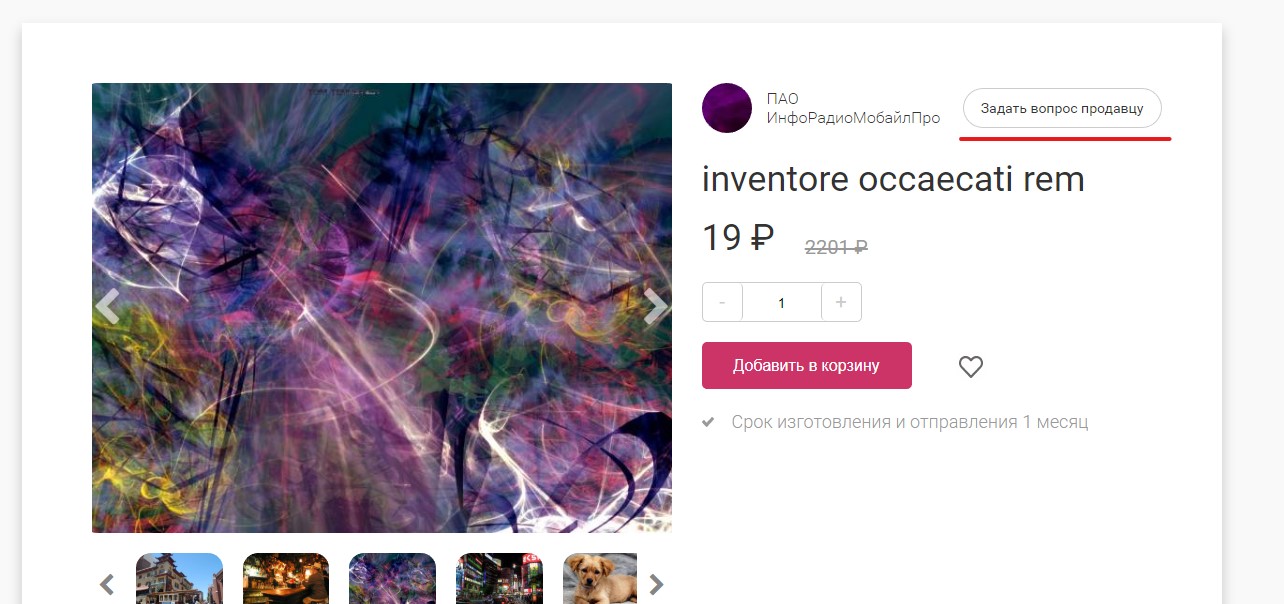 ПАО
ИнфоРадиоМобайлПро
Задать вопрос продавцу
inventore occaecati rem
19 ₽
2201 ₽
- 1 +
Добавить в корзину
Срок изготовления и отправления 1 месяц